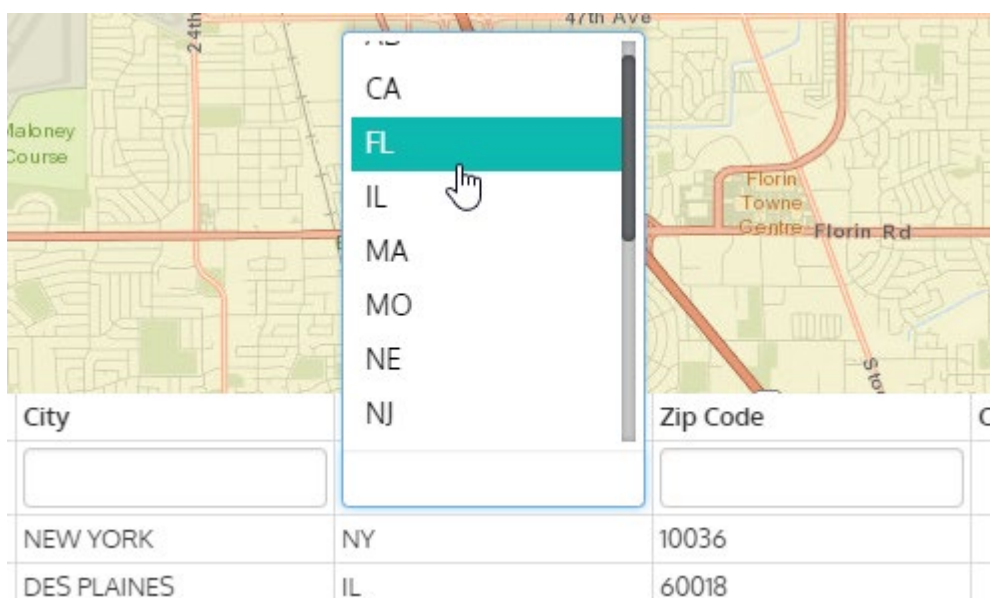 47th Ave
24th
CA
FL
IL
MA
MO
NE
NJ
Course
Florin
Towne
Centre
Florin Rd
City
Zip Code
NEW YORK NY 10036
DES PLAINES IL 60018